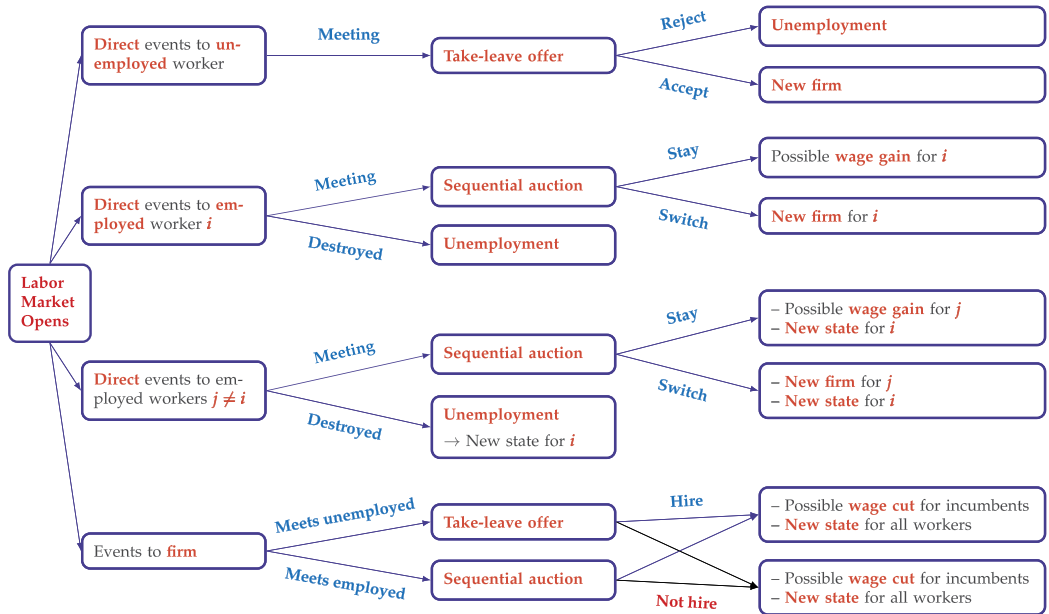 Labor
Market
Opens
Direct events to un-
employed worker
Meeting
Take-leave offer
Reject
Unemployment
Accept
New firm
Direct events to em-
ployed worker i
Meeting
Sequential auction
Stay
Possible wage gain for i
Switch
New firm for i
Destroyed
Unemployment
Direct events to em-
ployed workers j ≠ i
Meeting
Sequential auction
Stay
– Possible wage gain for j
– New state for i
Switch
– New firm for j
– New state for i
Destroyed
Unemployment
→ New state for i
Events to firm
Meets unemployed
Take-leave offer
Hire
– Possible wage cut for incumbents
– New state for all workers
Meets employed
Sequential auction
Not hire
– Possible wage cut for incumbents
– New state for all workers